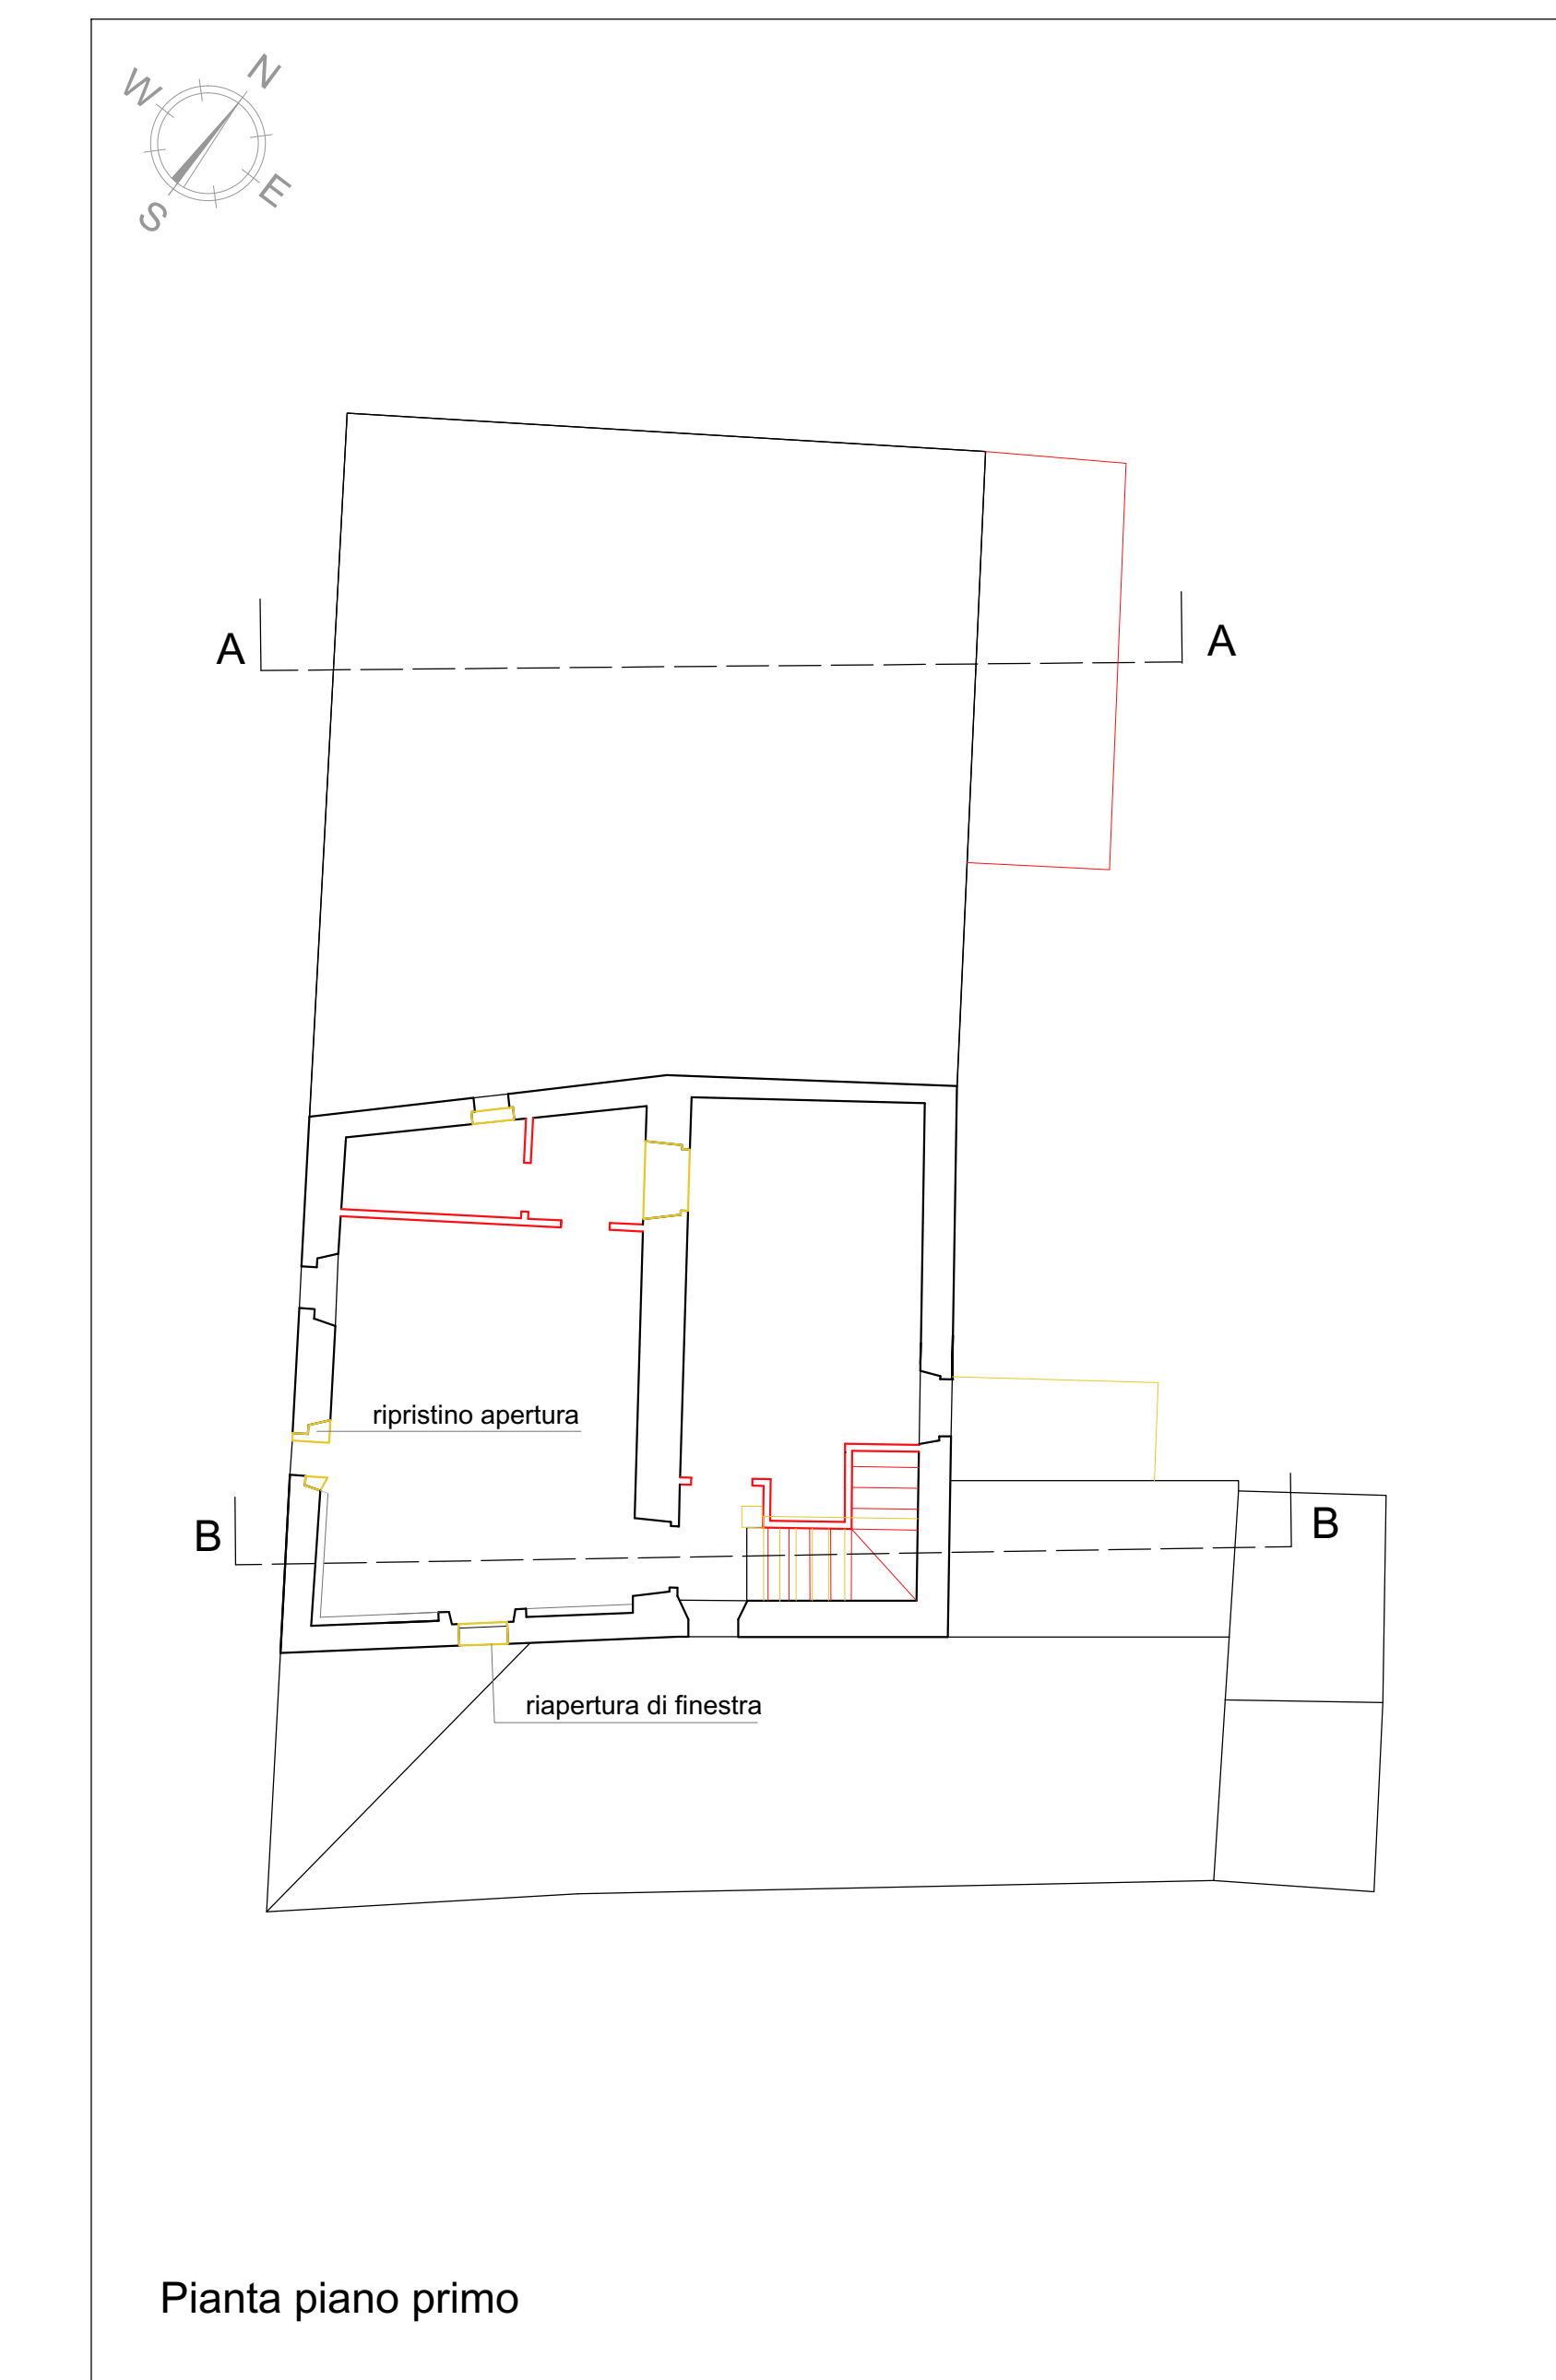 W N
S E
A A
ripristino apertura
B B
riapertura di finestra
Pianta piano primo